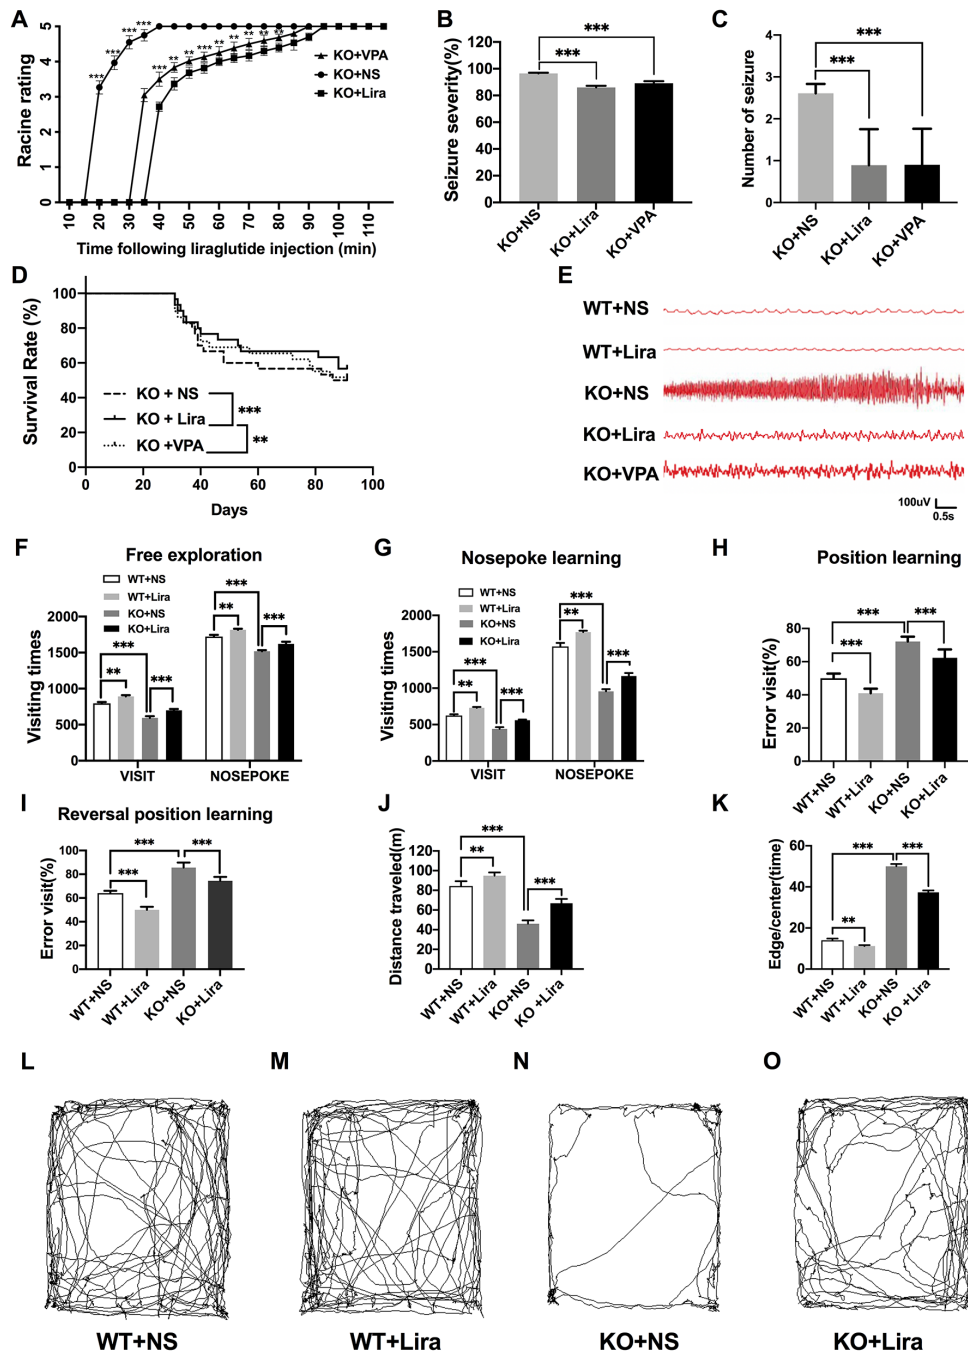 A
Racine rating
5
4
3
2
1
0
*** *** *** *** *** ** ** *** ** ** ** ** **
KO+VPA
KO+NS
KO+Lira
10 20 30 40 50 60 70 80 90 100 110
Time following liraglutide injection (min)
B
Seizure severity(%)
120
100
80
60
40
20
0
***
***
KO+NS
KO+Lira
KO+VPA
C
Number of seizure
4
3
2
1
0
***
***
KO+NS
KO+Lira
KO+VPA
D
Survival Rate (%)
100
80
60
40
20
0
KO + NS
KO + Lira
KO +VPA
***
**
0 20 40 60 80 100
Days
E
WT+NS
WT+Lira
KO+NS
KO+Lira
KO+VPA
100uV
0.5s
F
Free exploration
WT+NS
WT+Lira
KO+NS
KO+Lira
Visiting times
2000
1500
1000
500
0
*** ** *** *** ** ***
VISIT NOSEPOKE
G
Nosepoke learning
WT+NS
WT+Lira
KO+NS
KO+Lira
Visiting times
2000
1500
1000
500
0
*** ** *** *** ** ***
VISIT NOSEPOKE
H
Position learning
Error visit(%)
80
60
40
20
0
*** *** ***
WT+NS
WT+Lira
KO+NS
KO+Lira
I
Reversal position learning
Error visit(%)
100
80
60
40
20
0
*** *** ***
WT+NS
WT+Lira
KO+NS
KO+Lira
J
Distance traveled(m)
120
100
80
60
40
20
0
*** ** ***
WT+NS
WT+Lira
KO+NS
KO +Lira
K
Edge/center(time)
60
40
20
0
*** *** **
WT+NS
WT+Lira
KO+NS
KO +Lira
L
WT+NS
M
WT+Lira
N
KO+NS
O
KO+Lira